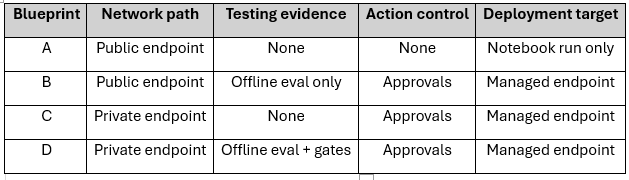 Blueprint Network path Testing evidence Action control Deployment target
A Public endpoint None None Notebook run only
B Public endpoint Offline eval only Approvals Managed endpoint
C Private endpoint None Approvals Managed endpoint
D Private endpoint Offline eval + gates Approvals Managed endpoint